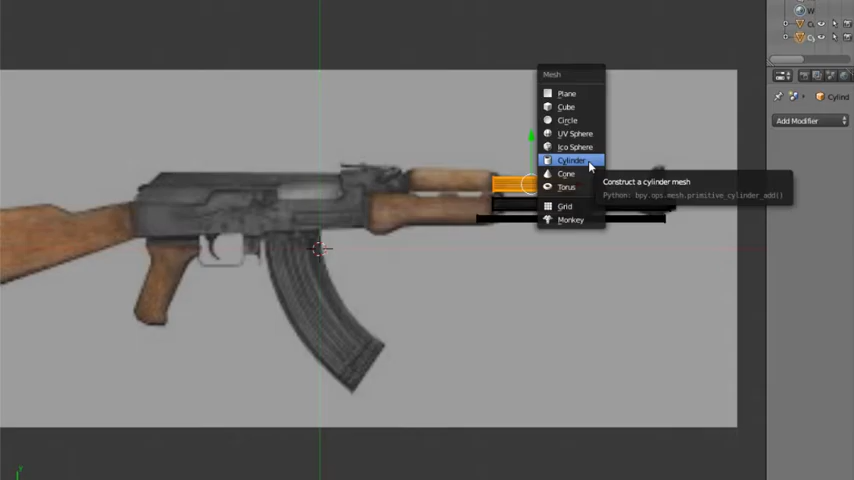 Mesh
Plane
Cube
Circle
UV Sphere
Ico Sphere
Cylinder
Cone
Torus
Grid
Monkey
Construct a cylinder mesh
Python: bpy.ops.mesh.primitive_cylinder_add()
W
Cylind
Add Modifier
Y